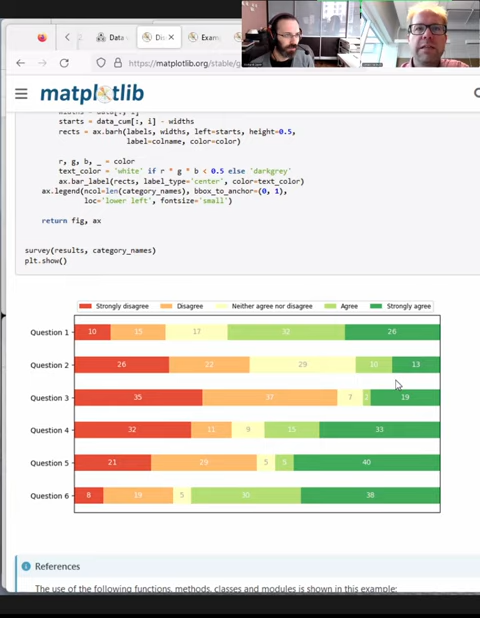 Data
Dis
Examp
https://matplotlib.org/stable/g
matplotlib
starts = data_cum[:, i] - widths
rects = ax.barh(labels, widths, left=starts, height=0.5,
label=colname, color=color)
r, g, b, _ = color
text_color = 'white' if r * g * b < 0.5 else 'darkgrey'
ax.bar_label(rects, label_type='center', color=text_color)
ax.legend(ncol=len(category_names), bbox_to_anchor=(0, 1),
loc='lower left', fontsize='small')
return fig, ax
survey(results, category_names)
plt.show()
Strongly disagree Disagree Neither agree nor disagree Agree Strongly agree
Question 1 10 15 17 32 26
Question 2 26 22 29 10 13
Question 3 35 37 7 2 19
Question 4 32 11 9 15 33
Question 5 21 29 5 5 40
Question 6 8 19 5 30 38
References
The use of the following functions, methods, classes and modules is shown in this example: